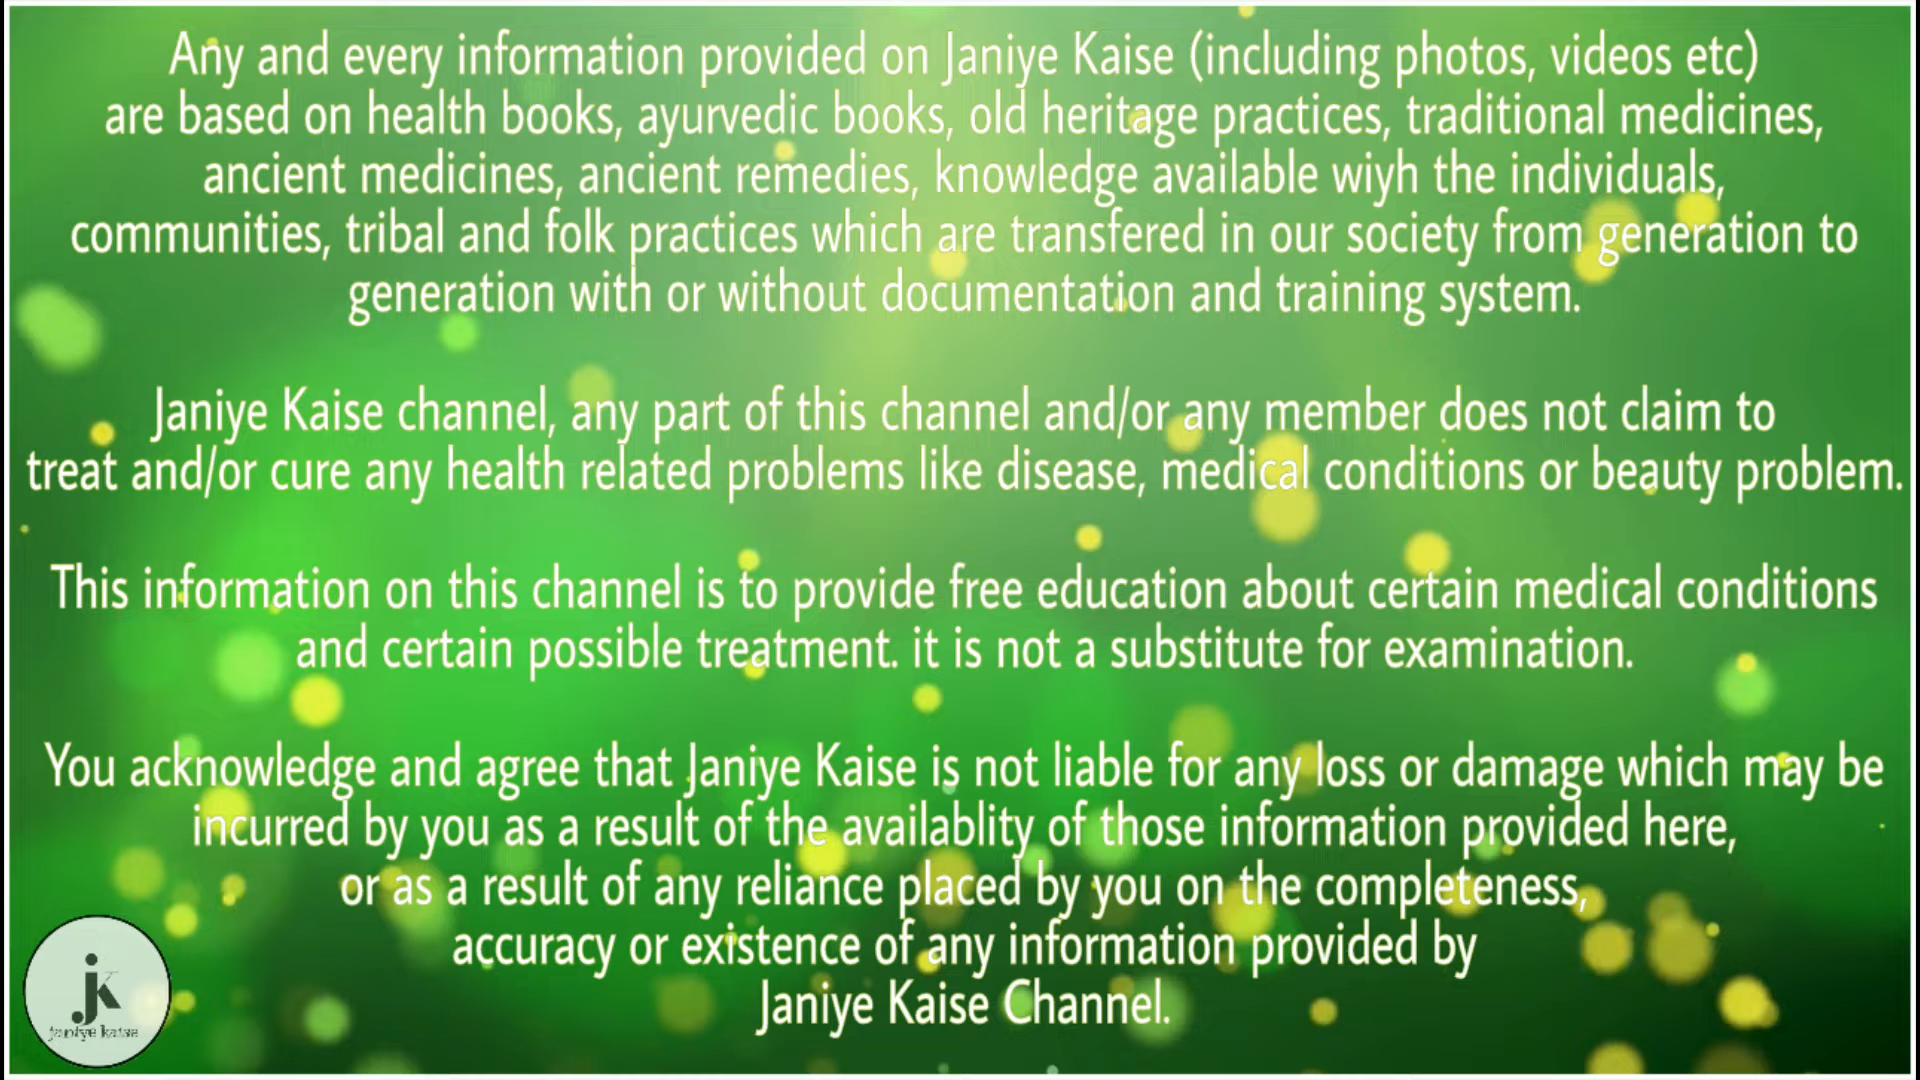 Any and every information provided on Janiye Kaise (including photos, videos etc)
are based on health books, ayurvedic books, old heritage practices, traditional medicines,
ancient medicines, ancient remedies, knowledge available wiyh the individuals,
communities, tribal and folk practices which are transfered in our society from generation to
generation with or without documentation and training system.
Janiye Kaise channel, any part of this channel and/or any member does not claim to
treat and/or cure any health related problems like disease, medical conditions or beauty problem.
This information on this channel is to provide free education about certain medical conditions
and certain possible treatment. it is not a substitute for examination.
You acknowledge and agree that Janiye Kaise is not liable for any loss or damage which may be
incurred by you as a result of the availablity of those information provided here,
or as a result of any reliance placed by you on the completeness,
accuracy or existence of any information provided by
Janiye Kaise Channel.
jk
janiye kaise